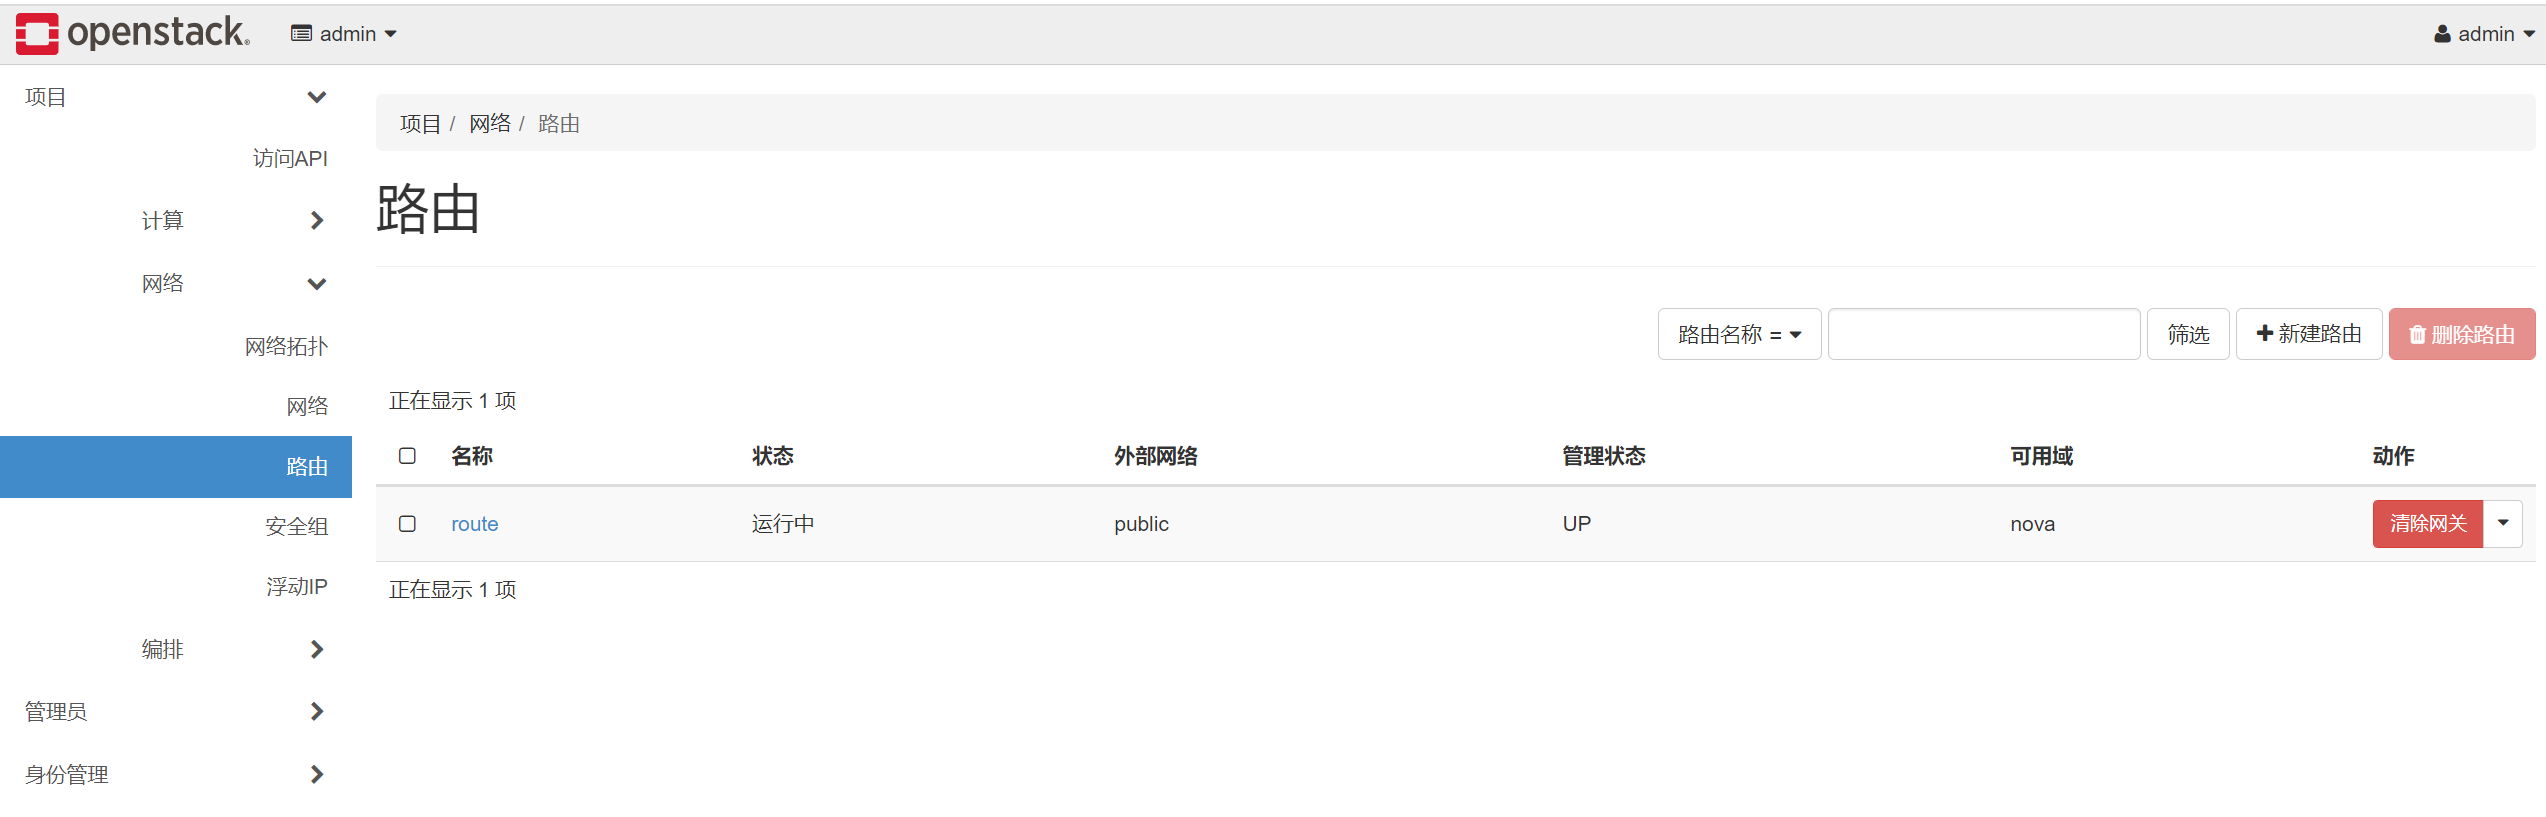 openstack. admin admin
项目
访问API
计算
网络
网络拓扑
网络
路由
安全组
浮动IP
编排
管理员
身份管理
项目 / 网络 / 路由
路由
路由名称 = 筛选 新建路由 删除路由
正在显示 1 项
名称 状态 外部网络 管理状态 可用域 动作
route 运行中 public UP nova 清除网关
正在显示 1 项